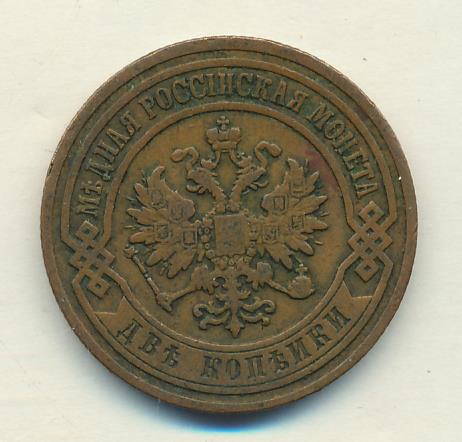 МѢДНАЯ РОССІЙСКАЯ МОНЕТА
ДВѢ КОПѢЙКИ